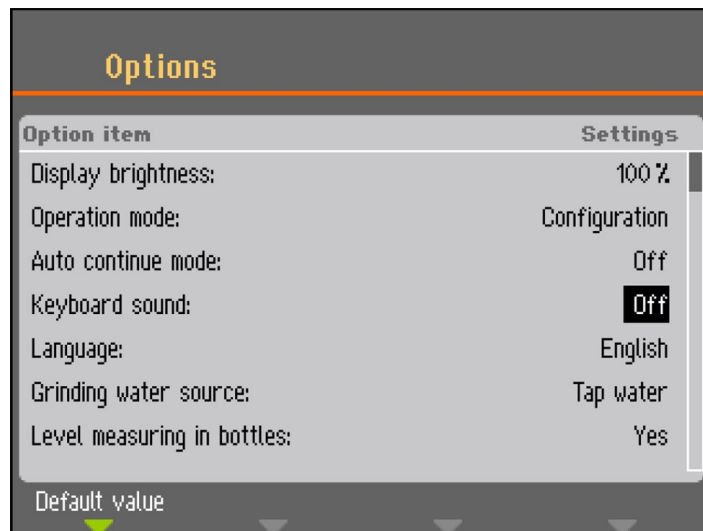 Options
Option item Settings
Display brightness: 100 %
Operation mode: Configuration
Auto continue mode: Off
Keyboard sound: Off
Language: English
Grinding water source: Tap water
Level measuring in bottles: Yes
Default value